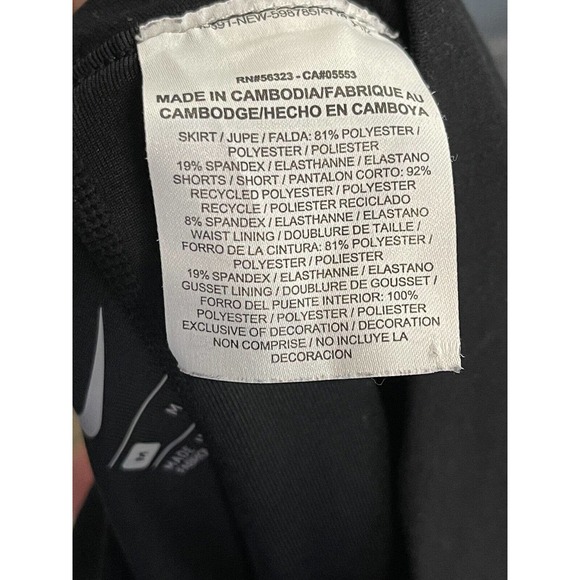 RN#56323 - CA#05553
MADE IN CAMBODIA/FABRIQUE AU
CAMBODGE/HECHO EN CAMBOYA
SKIRT / JUPE / FALDA: 81% POLYESTER /
POLYESTER / POLIESTER
19% SPANDEX / ELASTHANNE / ELASTANO
SHORTS / SHORT / PANTALON CORTO: 92%
RECYCLED POLYESTER / POLYESTER
RECYCLE / POLIESTER RECICLADO
8% SPANDEX / ELASTHANNE / ELASTANO
WAIST LINING / DOUBLURE DE TAILLE /
FORRO DE LA CINTURA: 81% POLYESTER /
POLYESTER / POLIESTER
19% SPANDEX / ELASTHANNE / ELASTANO
GUSSET LINING / DOUBLURE DE GOUSSET /
FORRO DEL PUENTE INTERIOR: 100%
POLYESTER / POLYESTER / POLIESTER
EXCLUSIVE OF DECORATION / DECORATION
NON COMPRISE / NO INCLUYE LA
DECORACION
M
MADE